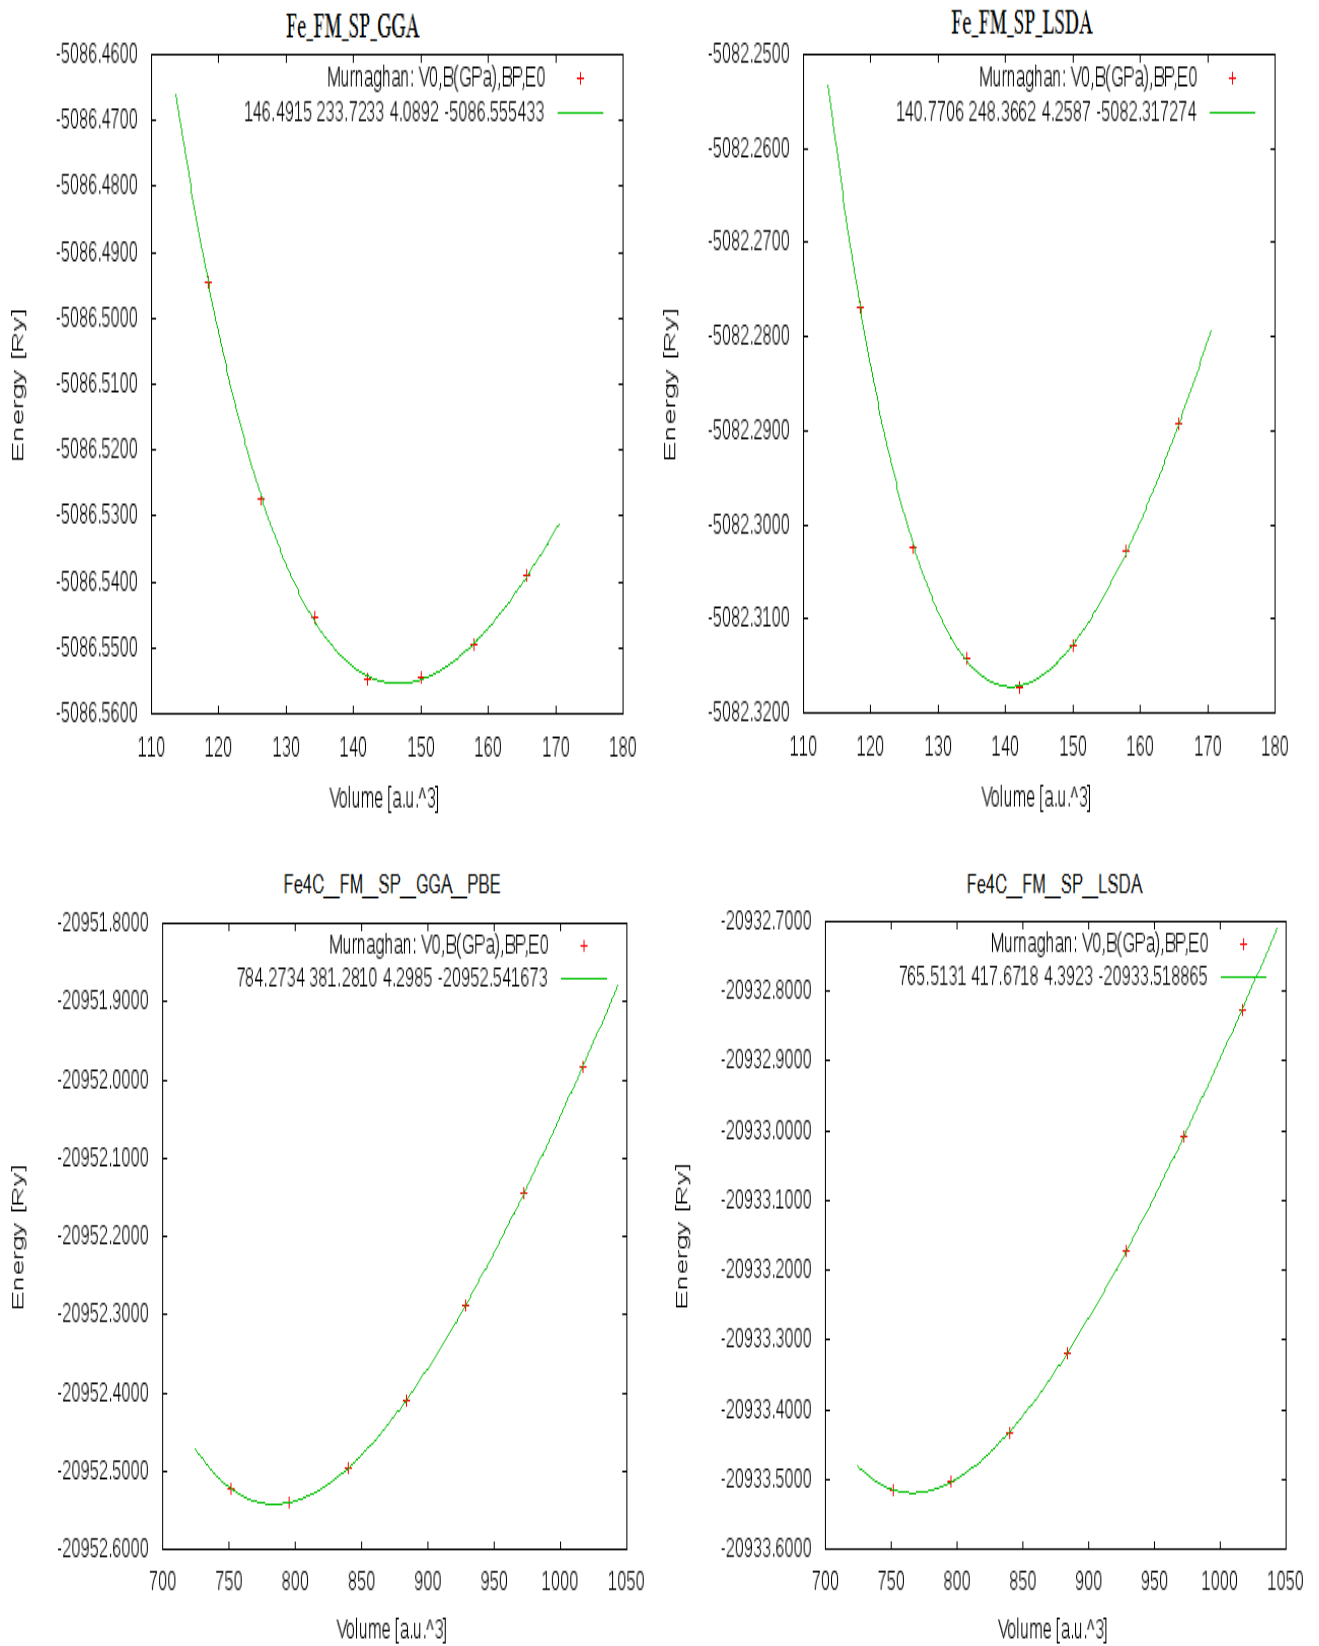 Fe_FM_SP_GGA
-5086.4600
-5086.4700
-5086.4800
-5086.4900
-5086.5000
-5086.5100
-5086.5200
-5086.5300
-5086.5400
-5086.5500
-5086.5600
Murnaghan: V0,B(GPa),BP,E0
146.4915 233.7233 4.0892 -5086.555433
Energy [Ry]
110 120 130 140 150 160 170 180
Volume [a.u.^3]
Fe_FM_SP_LSDA
-5082.2500
-5082.2600
-5082.2700
-5082.2800
-5082.2900
-5082.3000
-5082.3100
-5082.3200
Murnaghan: V0,B(GPa),BP,E0
140.7706 248.3662 4.2587 -5082.317274
Energy [Ry]
110 120 130 140 150 160 170 180
Volume [a.u.^3]
Fe4C__FM__SP__GGA__PBE
-20951.8000
-20951.9000
-20952.0000
-20952.1000
-20952.2000
-20952.3000
-20952.4000
-20952.5000
-20952.6000
Murnaghan: V0,B(GPa),BP,E0
784.2734 381.2810 4.2985 -20952.541673
Energy [Ry]
700 750 800 850 900 950 1000 1050
Volume [a.u.^3]
Fe4C__FM__SP__LSDA
-20932.7000
-20932.8000
-20932.9000
-20933.0000
-20933.1000
-20933.2000
-20933.3000
-20933.4000
-20933.5000
-20933.6000
Murnaghan: V0,B(GPa),BP,E0
765.5131 417.6718 4.3923 -20933.518865
Energy [Ry]
700 750 800 850 900 950 1000 1050
Volume [a.u.^3]